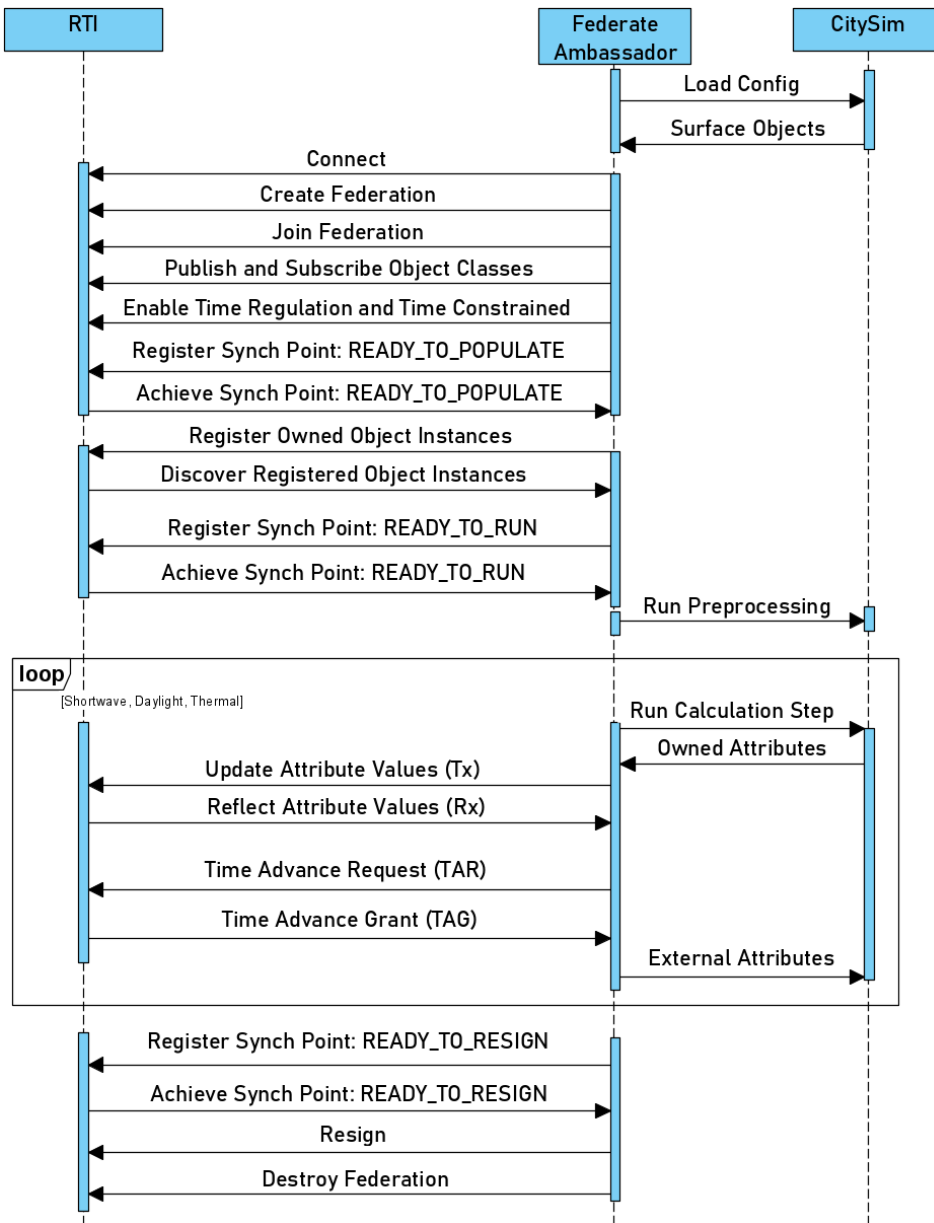 RTI
Federate
Ambassador
CitySim
Load Config
Surface Objects
Connect
Create Federation
Join Federation
Publish and Subscribe Object Classes
Enable Time Regulation and Time Constrained
Register Synch Point: READY_TO_POPULATE
Achieve Synch Point: READY_TO_POPULATE
Register Owned Object Instances
Discover Registered Object Instances
Register Synch Point: READY_TO_RUN
Achieve Synch Point: READY_TO_RUN
Run Preprocessing
loop
[Shortwave, Daylight, Thermal]
Run Calculation Step
Owned Attributes
Update Attribute Values (Tx)
Reflect Attribute Values (Rx)
Time Advance Request (TAR)
Time Advance Grant (TAG)
External Attributes
Register Synch Point: READY_TO_RESIGN
Achieve Synch Point: READY_TO_RESIGN
Resign
Destroy Federation